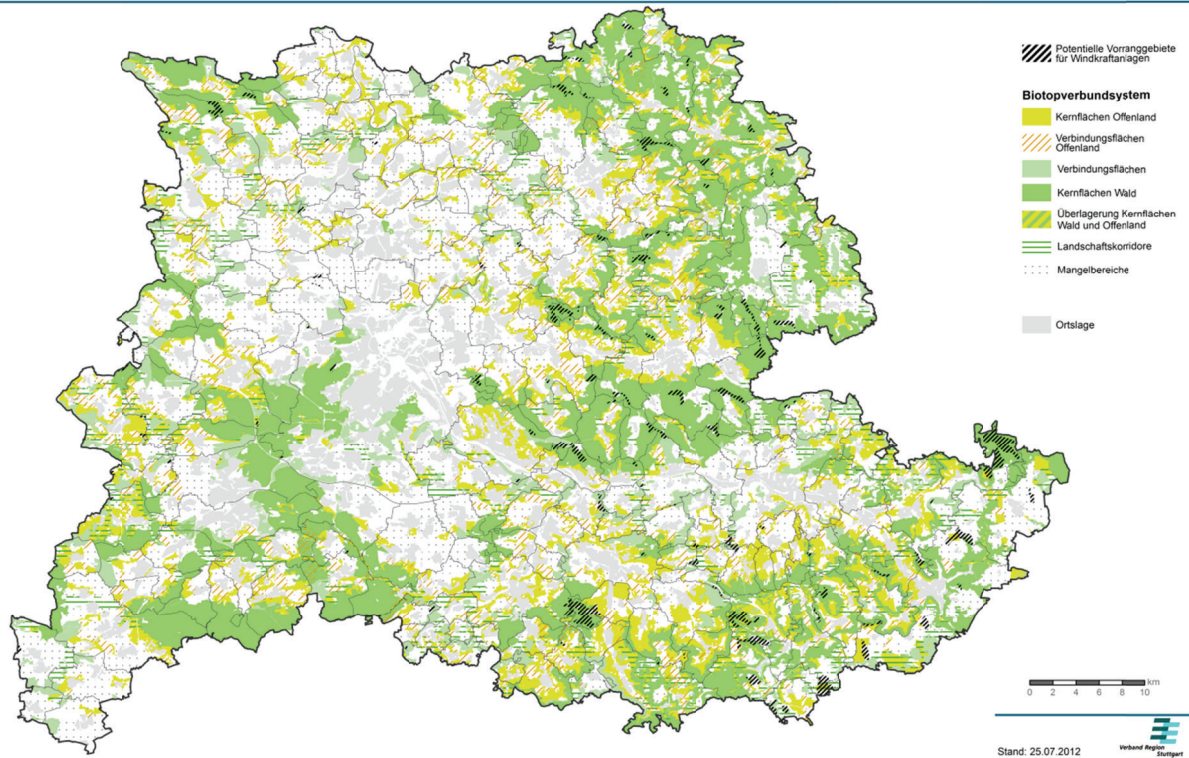 Potentielle Vorranggebiete
für Windkraftanlagen
Biotopverbundsystem
Kernflächen Offenland
Verbindungsflächen
Offenland
Verbindungsflächen
Kernflächen Wald
Überlagerung Kernflächen
Wald und Offenland
Landschaftskorridore
Mangelbereiche
Ortslage
km
0 2 4 6 8 10
Stand: 25.07.2012
Verband Region
Stuttgart